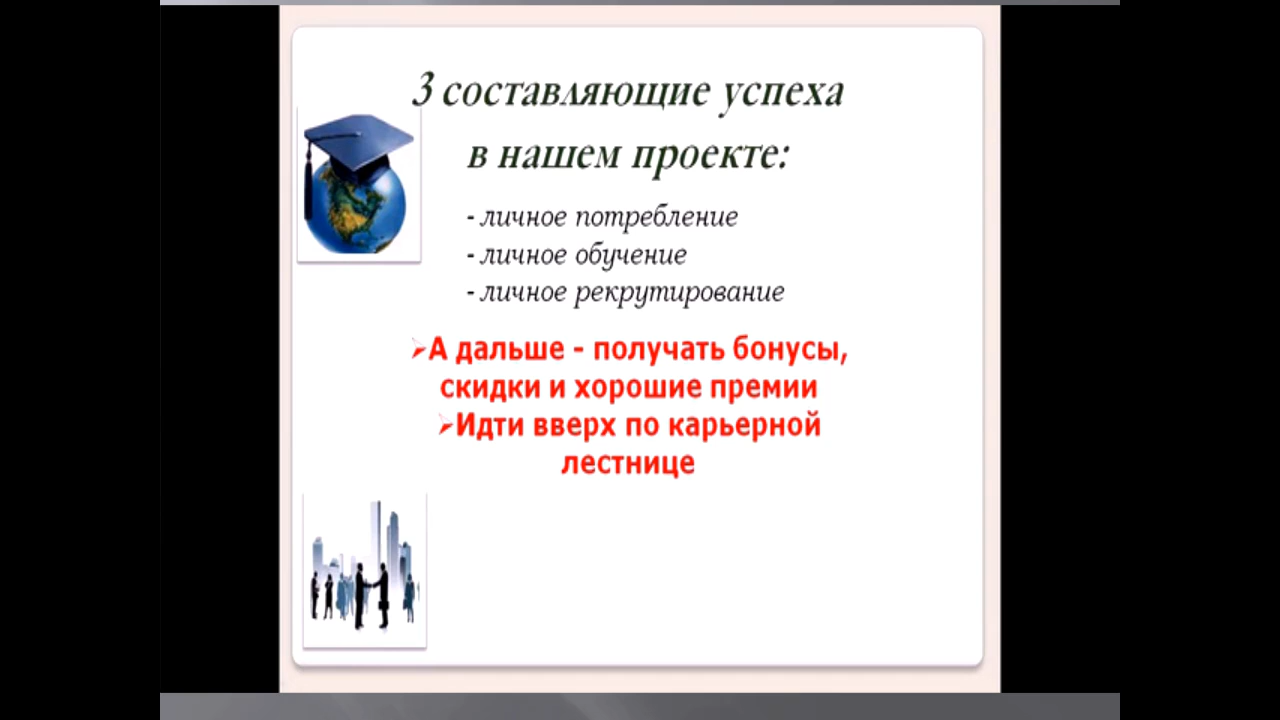 3 составляющие успеха
в нашем проекте:
- личное потребление
- личное обучение
- личное рекрутирование
➢А дальше - получать бонусы,
скидки и хорошие премии
➢Идти вверх по карьерной
лестнице